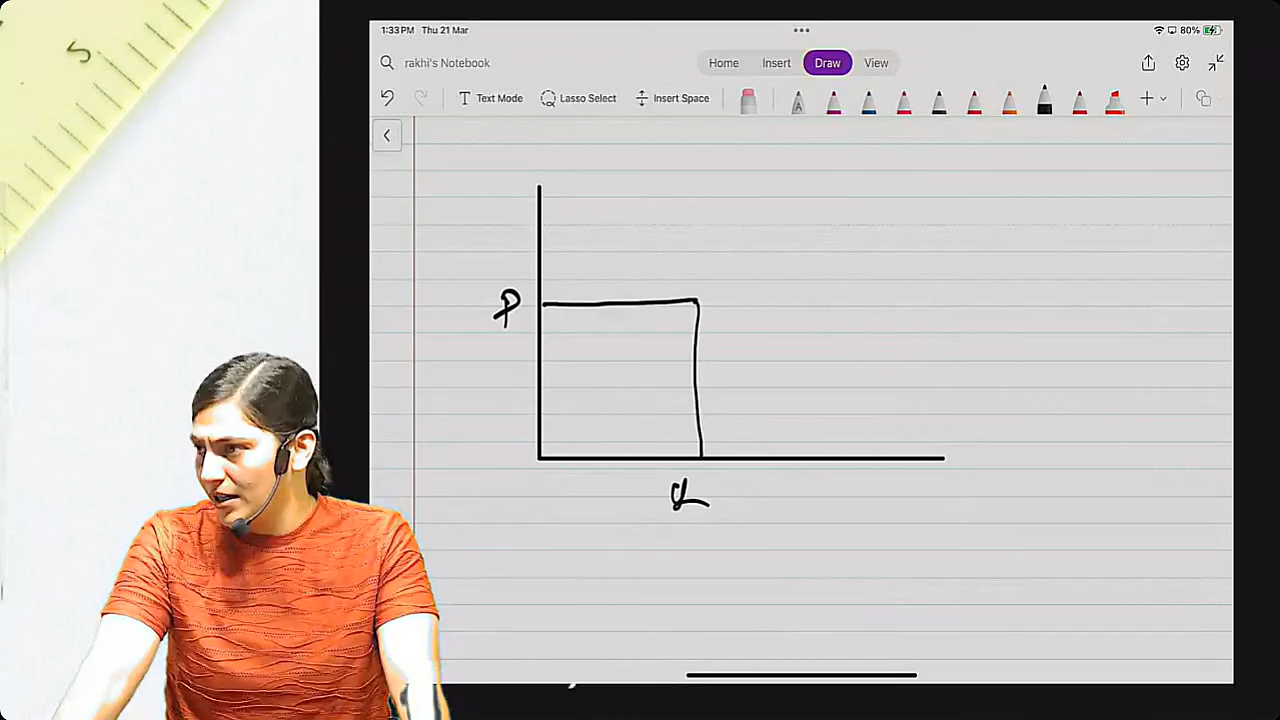 5
1:33 PM Thu 21 Mar
80%
rakhi's Notebook
Home Insert Draw View
Text Mode Lasso Select Insert Space
A
P